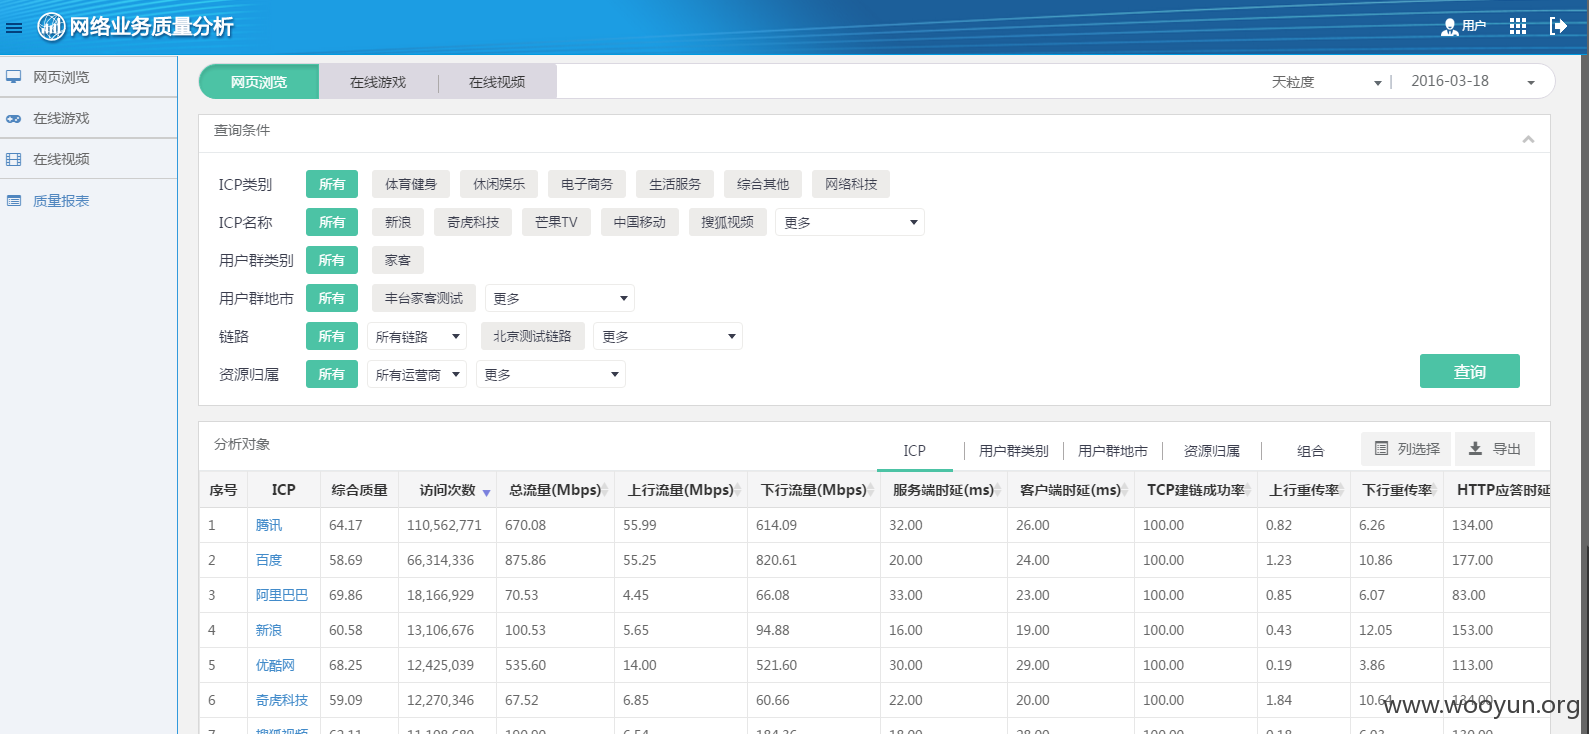 网络业务质量分析 用户
网页浏览
在线游戏
在线视频
质量报表
网页浏览 在线游戏 在线视频 天粒度 2016-03-18
查询条件
ICP类别 所有 体育健身 休闲娱乐 电子商务 生活服务 综合其他 网络科技
ICP名称 所有 新浪 奇虎科技 芒果TV 中国移动 搜狐视频 更多
用户群类别 所有 家客
用户群地市 所有 丰台家客测试 更多
链路 所有 所有链路 北京测试链路 更多
资源归属 所有 所有运营商 更多
查询
分析对象 ICP 用户群类别 用户群地市 资源归属 组合 列选择 导出
序号 ICP 综合质量 访问次数 总流量(Mbps) 上行流量(Mbps) 下行流量(Mbps) 服务端时延(ms) 客户端时延(ms) TCP建链成功率 上行重传率 下行重传率 HTTP应答时延
1 腾讯 64.17 110,562,771 670.08 55.99 614.09 32.00 26.00 100.00 0.82 6.26 134.00
2 百度 58.69 66,314,336 875.86 55.25 820.61 20.00 24.00 100.00 1.23 10.86 177.00
3 阿里巴巴 69.86 18,166,929 70.53 4.45 66.08 33.00 23.00 100.00 0.85 6.07 83.00
4 新浪 60.58 13,106,676 100.53 5.65 94.88 16.00 19.00 100.00 0.43 12.05 153.00
5 优酷网 68.25 12,425,039 535.60 14.00 521.60 30.00 29.00 100.00 0.19 3.86 113.00
6 奇虎科技 59.09 12,270,346 67.52 6.85 60.66 22.00 20.00 100.00 1.84 10.64 134.00
www.wooyun.org